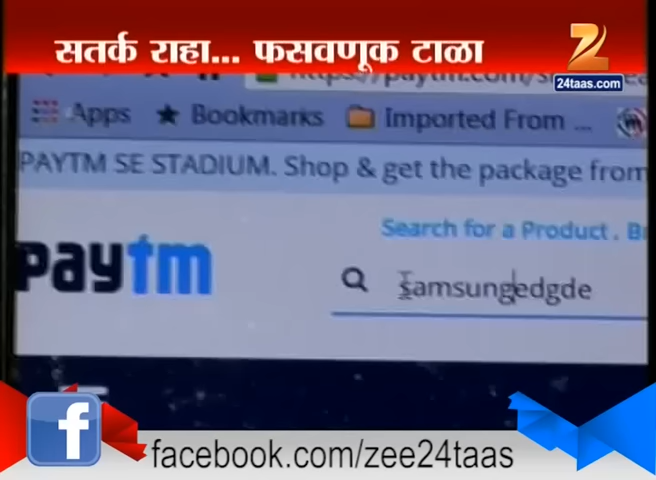 सतर्क राहा... फसवणूक टाळा
24taas.com
Apps Bookmarks Imported From ...
PAYTM SE STADIUM. Shop & get the package from
Search for a Product . Br
paytm
samsungedgde
facebook.com/zee24taas